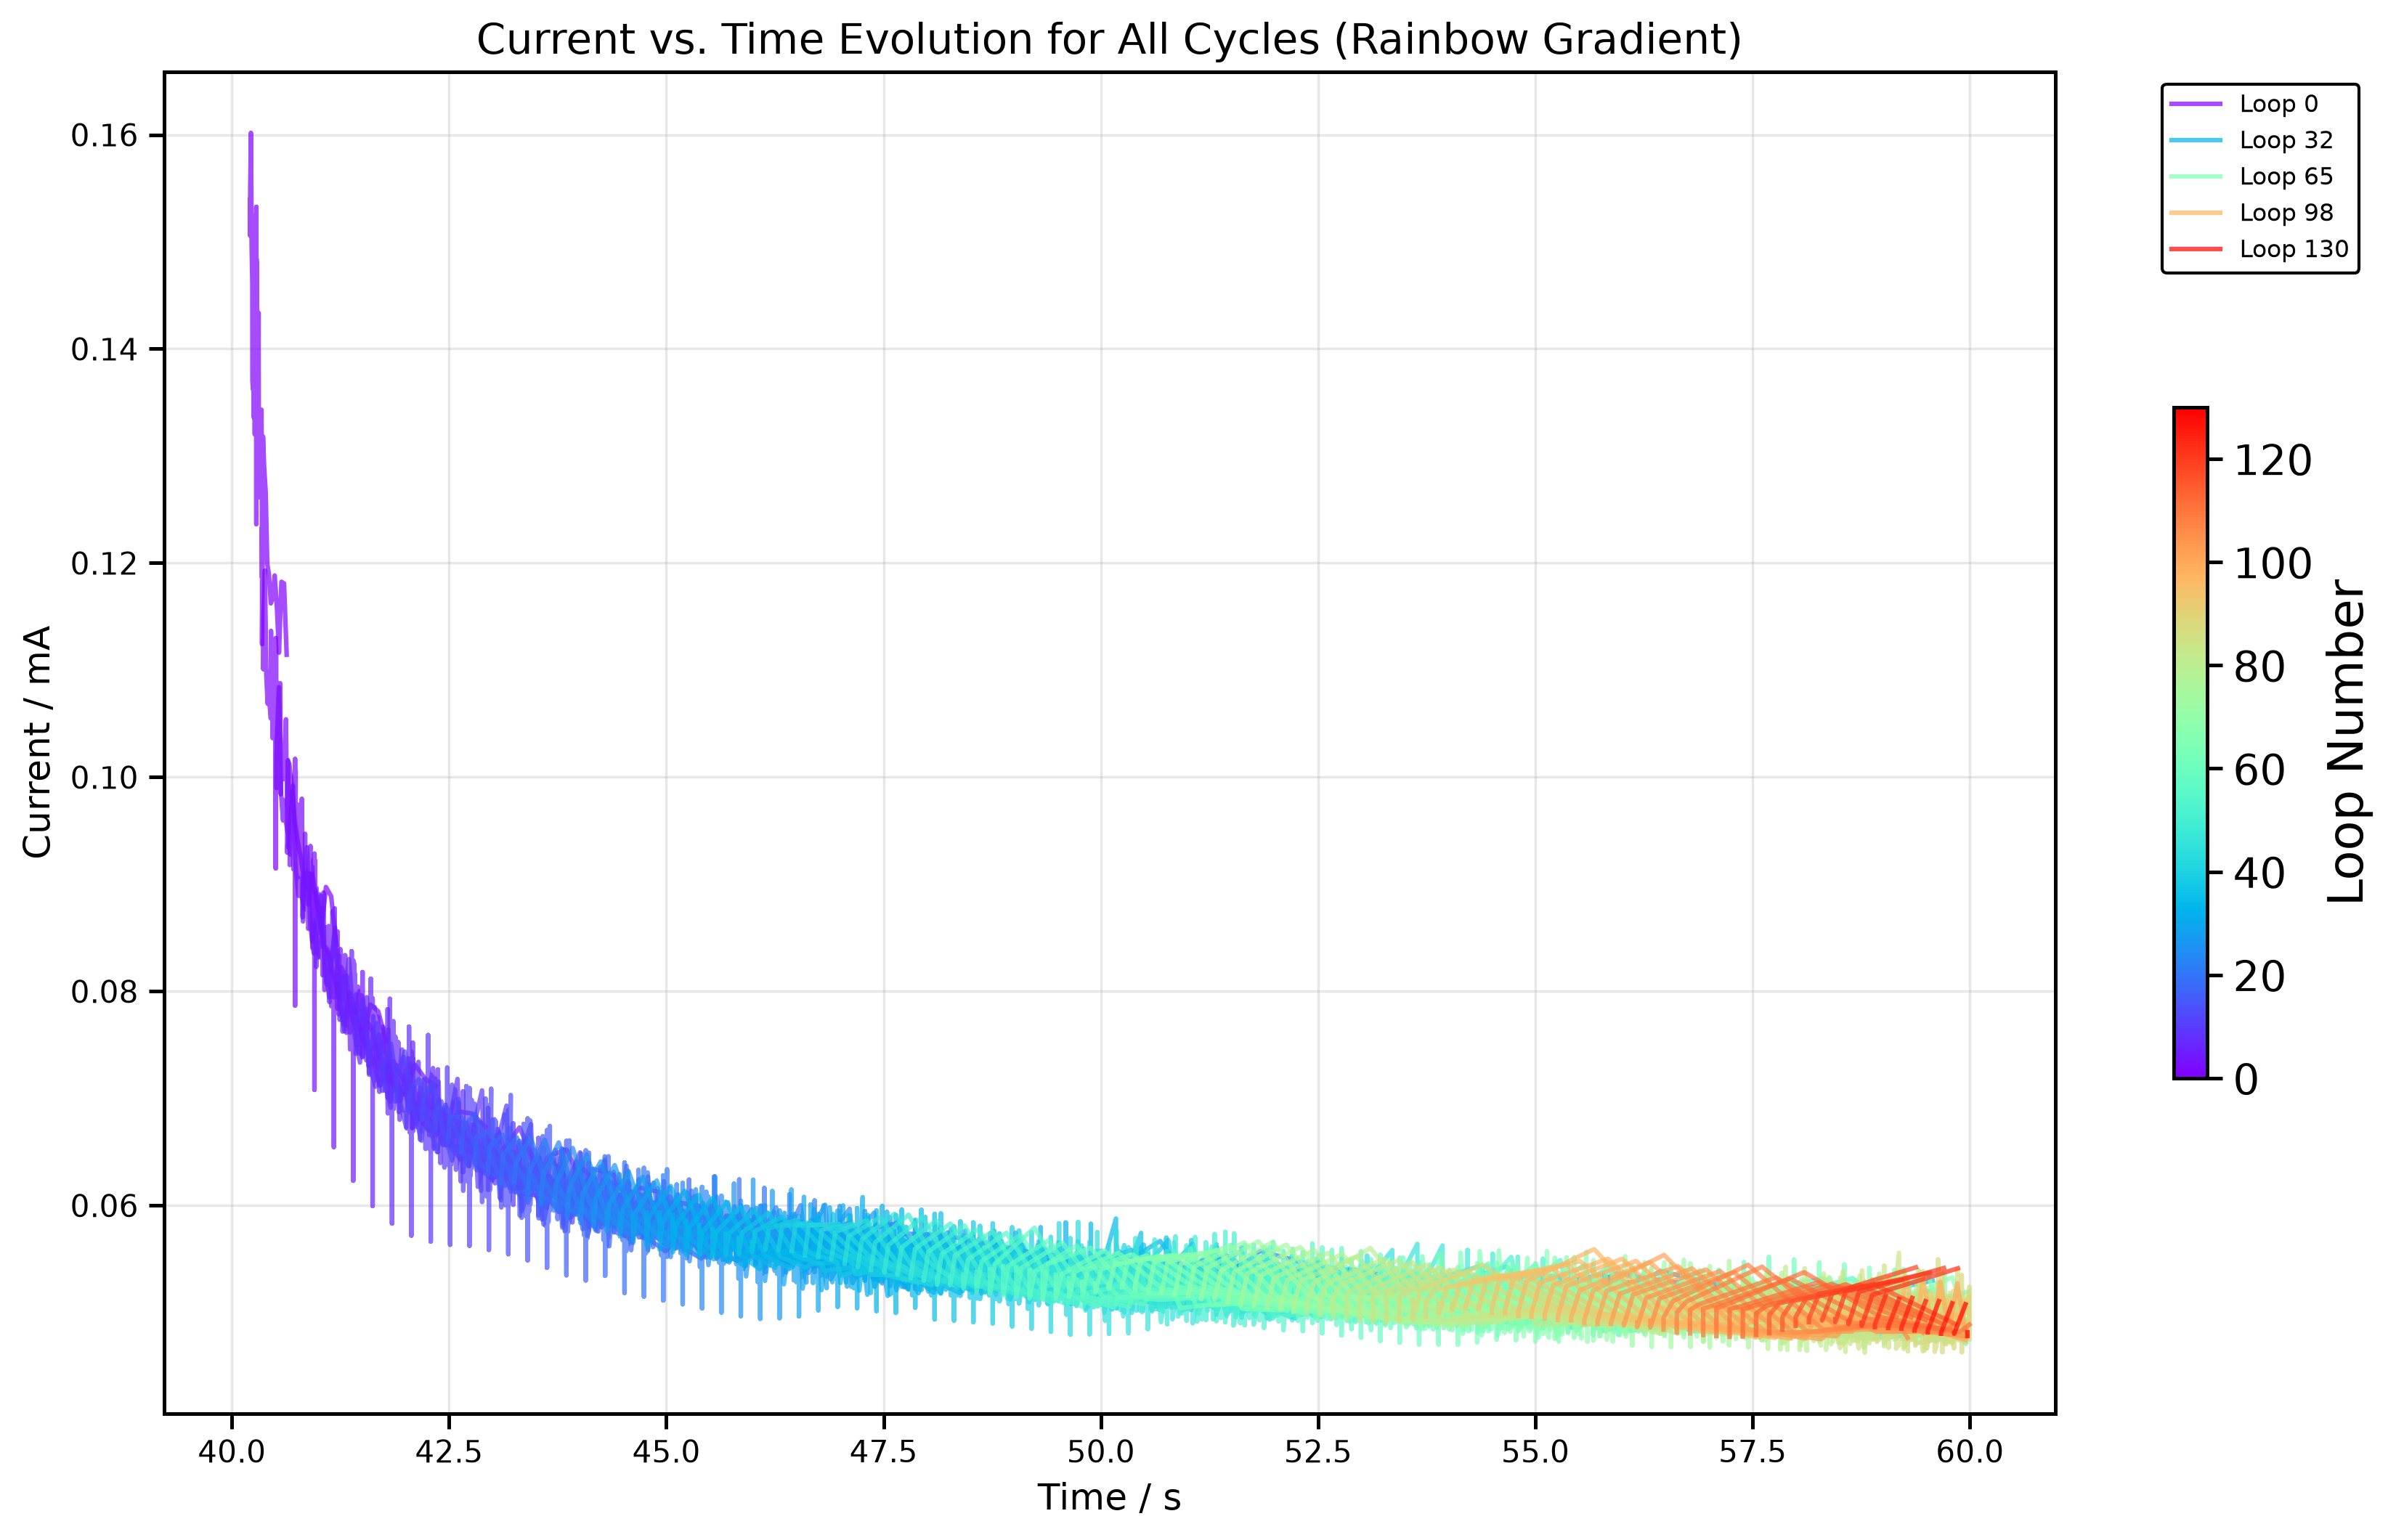 Current vs. Time Evolution for All Cycles (Rainbow Gradient)
Loop 0
Loop 32
Loop 65
Loop 98
Loop 130
0.16
0.14
0.12
0.10
0.08
0.06
Current / mA
40.0 42.5 45.0 47.5 50.0 52.5 55.0 57.5 60.0
Time / s
120
100
80
60
40
20
0
Loop Number